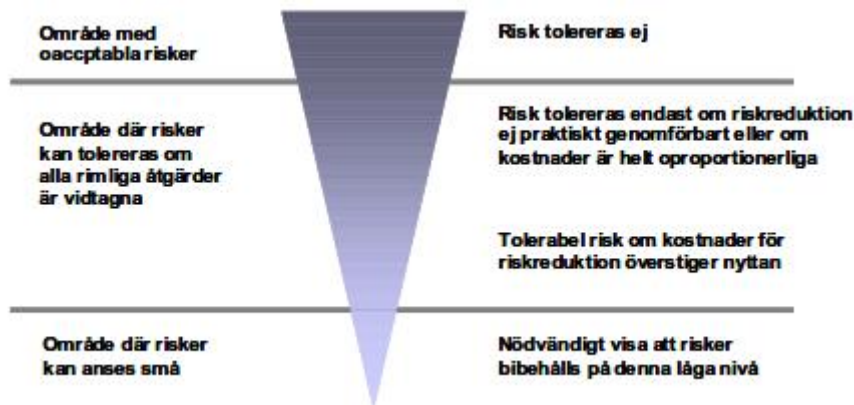 Område med
oaccptabla risker
Risk tolereras ej
Område där risker
kan tolereras om
alla rimliga åtgärder
är vidtagna
Risk tolereras endast om riskreduktion
ej praktiskt genomförbart eller om
kostnader är helt oproportionerliga
Tolerabel risk om kostnader för
riskreduktion överstiger nyttan
Område där risker
kan anses små
Nödvändigt visa att risker
bibehålls på denna låga nivå